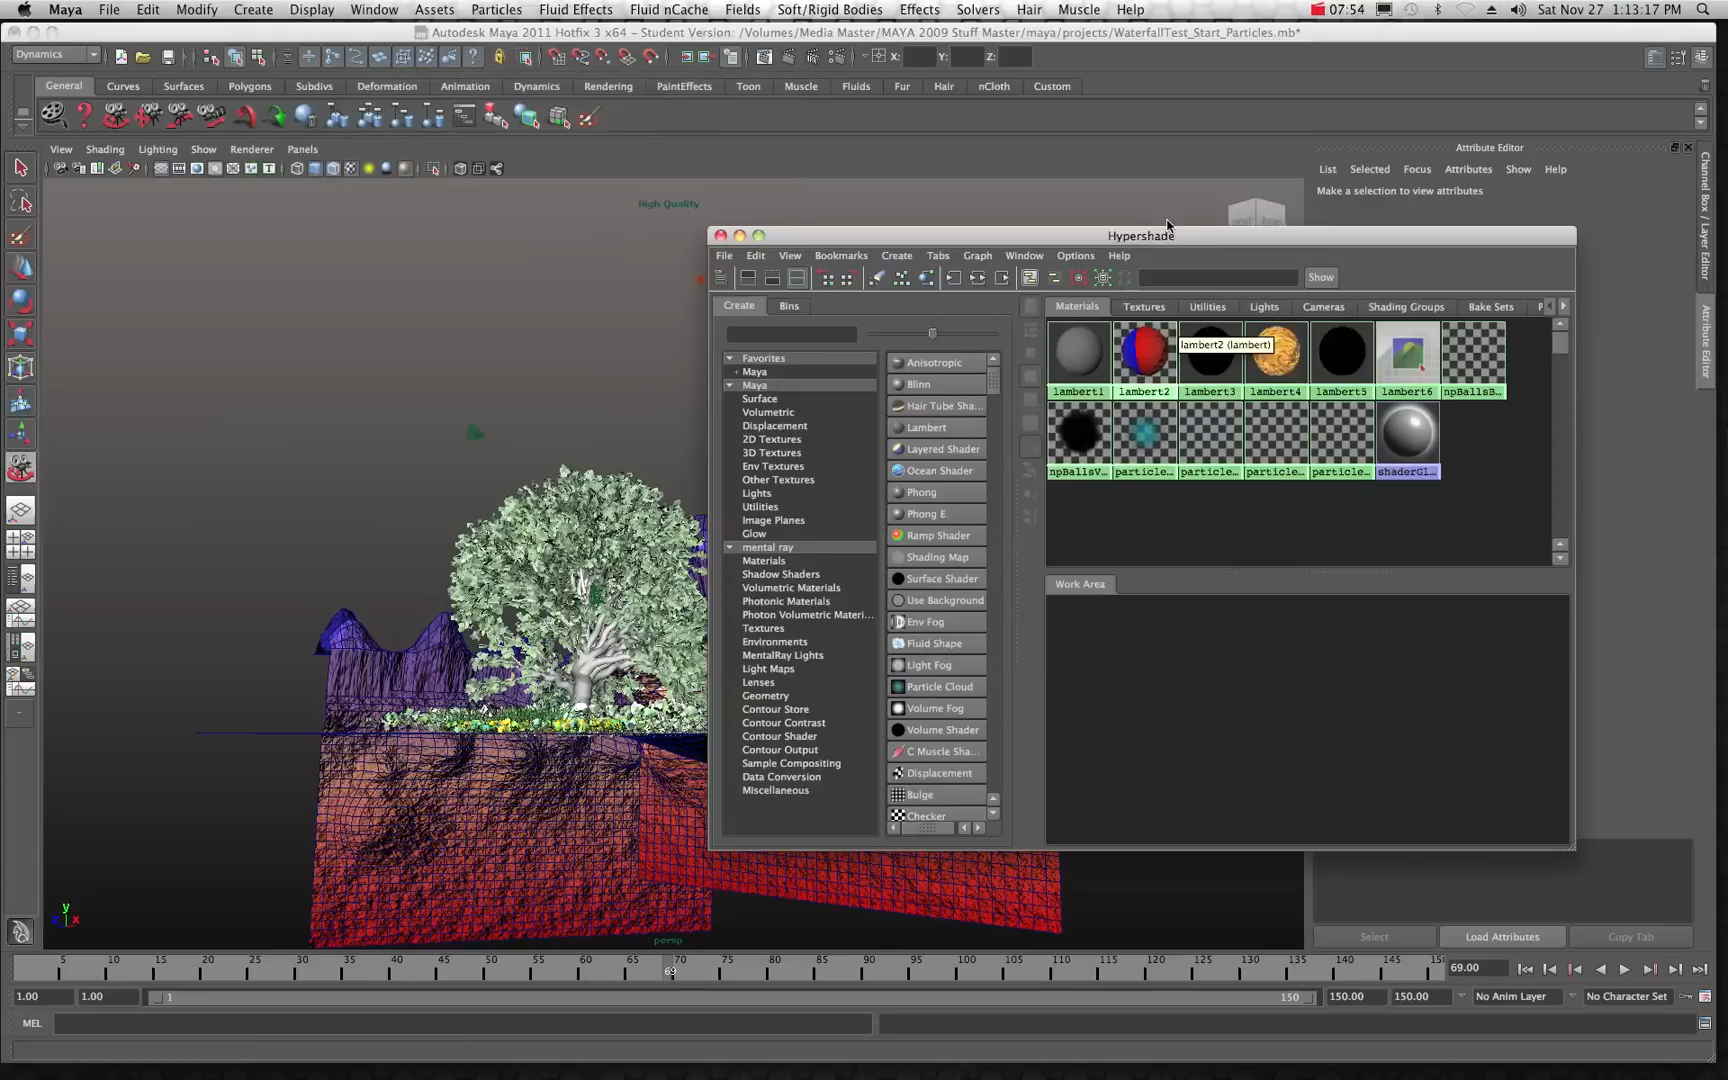 Maya File Edit Modify Create Display Window Assets Particles Fluid Effects Fluid nCache Fields Soft/Rigid Bodies Effects Solvers Hair Muscle Help 07:54 Sat Nov 27 1:13:17 PM
Autodesk Maya 2011 Hotfix 3 x64 - Student Version: /Volumes/Media Master/MAYA 2009 Stuff Master/maya/projects/WaterfallTest_Start_Particles.mb*
Dynamics X: Y: Z:
General Curves Surfaces Polygons Subdivs Deformation Animation Dynamics Rendering PaintEffects Toon Muscle Fluids Fur Hair nCloth Custom
View Shading Lighting Show Renderer Panels
Attribute Editor
List Selected Focus Attributes Show Help
Make a selection to view attributes
Channel Box / Layer Editor
Attribute Editor
High Quality
Hypershade
File Edit View Bookmarks Create Tabs Graph Window Options Help
Show
Create Bins
Materials Textures Utilities Lights Cameras Shading Groups Bake Sets P
Favorites
+ Maya
Maya
Surface
Volumetric
Displacement
2D Textures
3D Textures
Env Textures
Other Textures
Lights
Utilities
Image Planes
Glow
mental ray
Materials
Shadow Shaders
Volumetric Materials
Photonic Materials
Photon Volumetric Materi...
Textures
Environments
MentalRay Lights
Light Maps
Lenses
Geometry
Contour Store
Contour Contrast
Contour Shader
Contour Output
Sample Compositing
Data Conversion
Miscellaneous
Anisotropic
Blinn
Hair Tube Sha...
Lambert
Layered Shader
Ocean Shader
Phong
Phong E
Ramp Shader
Shading Map
Surface Shader
Use Background
Env Fog
Fluid Shape
Light Fog
Particle Cloud
Volume Fog
Volume Shader
C Muscle Sha...
Displacement
Bulge
Checker
lambert2 (lambert)
lambert1 lambert2 lambert3 lambert4 lambert5 lambert6 npBallsB...
npBallsV... particle... particle... particle... particle... shaderGl...
Work Area
y
z x
persp
Select Load Attributes Copy Tab
5 10 15 20 25 30 35 40 45 50 55 60 65 70 75 80 85 90 95 100 105 110 115 120 125 130 135 140 145 15
69
69.00
1.00 1.00 1 150 150.00 150.00 No Anim Layer No Character Set
MEL